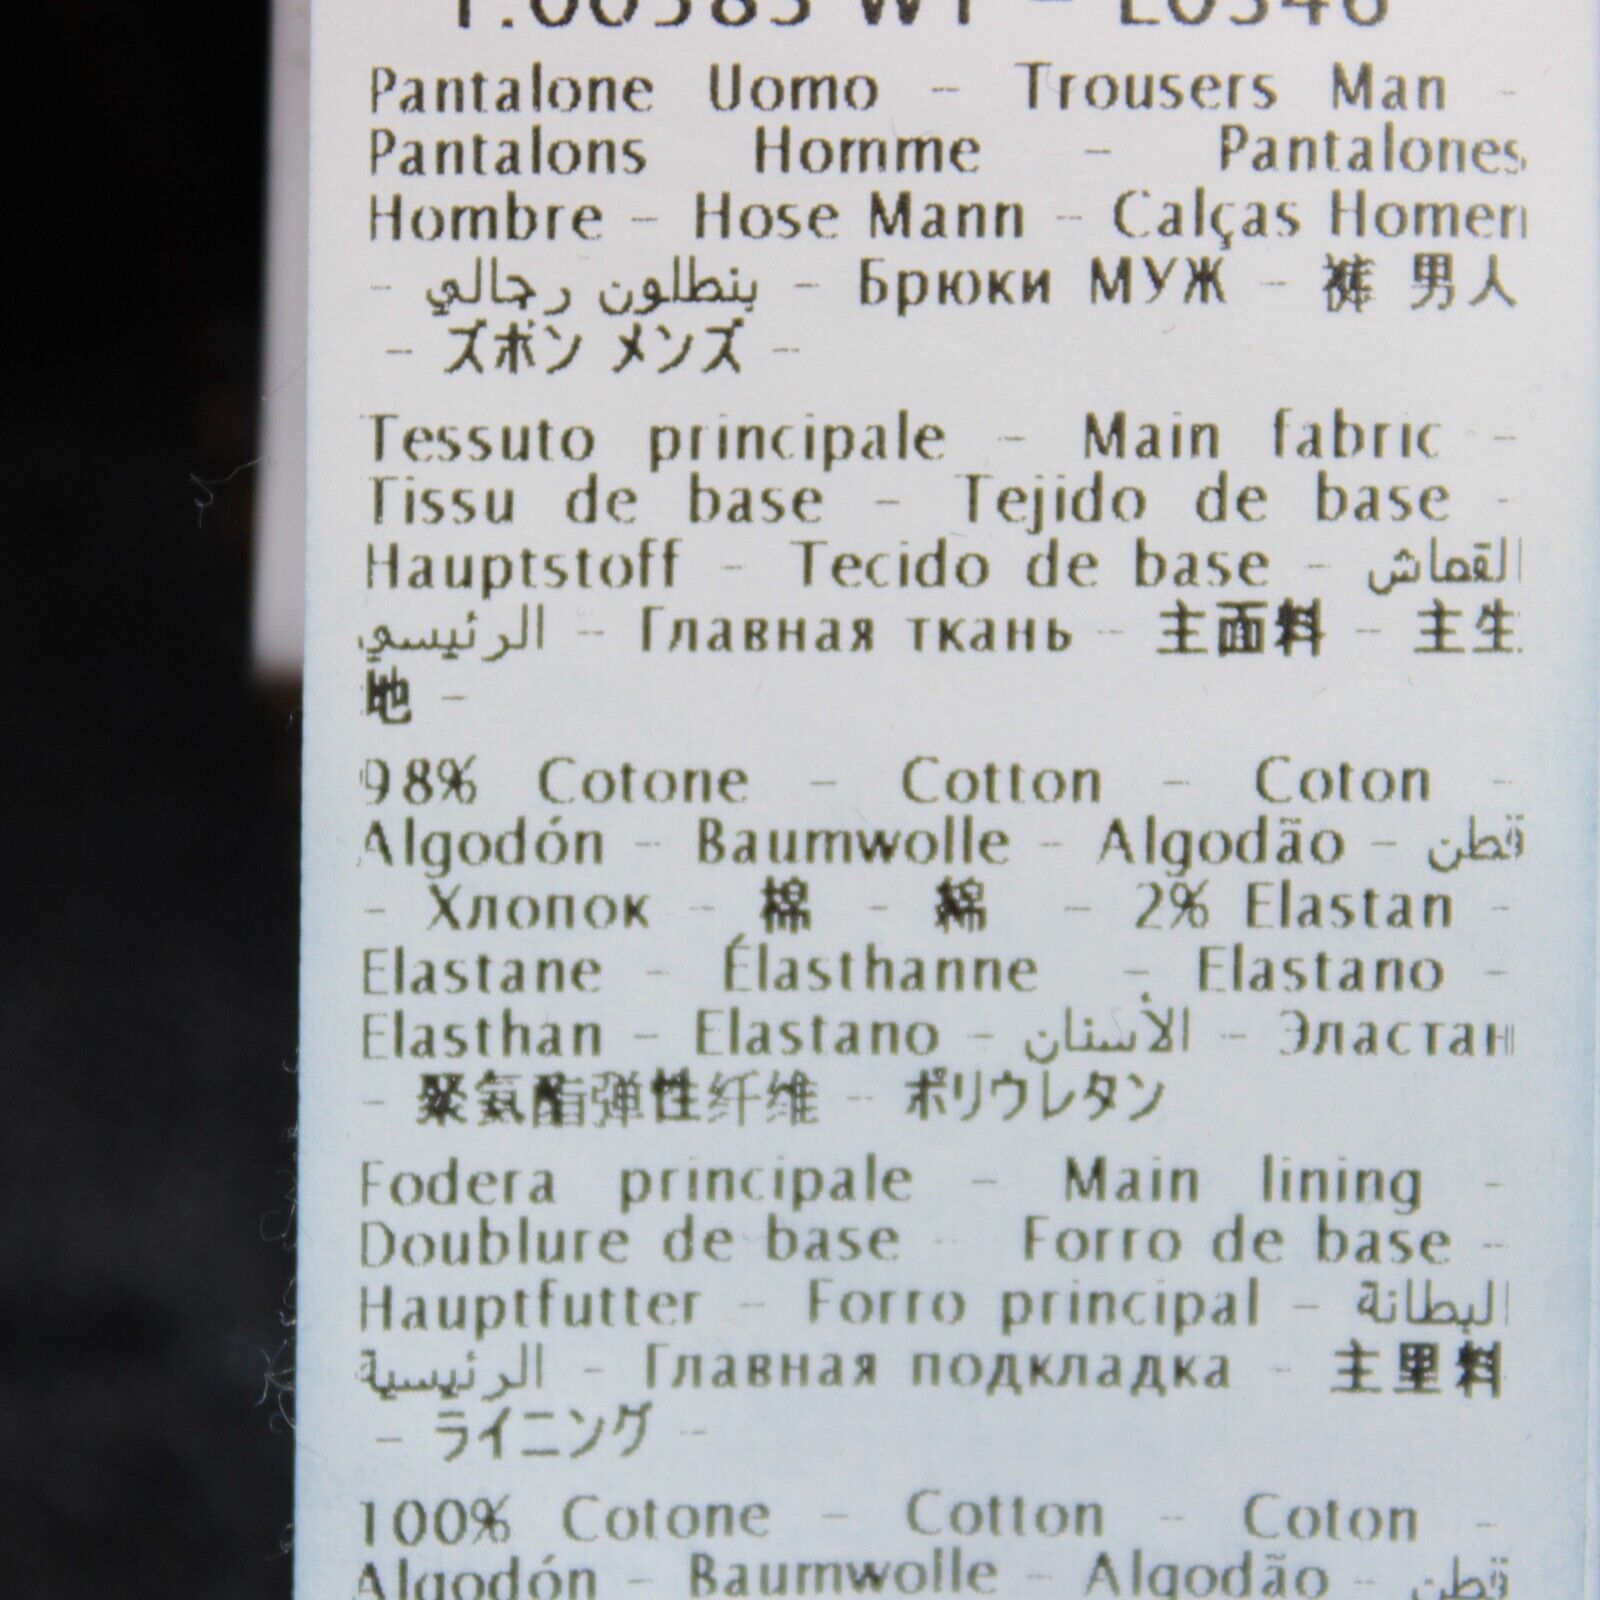 Pantalone Uomo - Trousers Man -
Pantalons Homme - Pantalones
Hombre - Hose Mann - Calças Homem
- بنطلون رجالي - Брюки МУЖ - 裤 男人
- ズボン メンズ -
Tessuto principale - Main fabric -
Tissu de base - Tejido de base -
Hauptstoff - Tecido de base - القماش
الرئيسي - Главная ткань - 主面料 - 主生
地 -
98% Cotone - Cotton - Coton -
Algodón - Baumwolle - Algodão - قطن
- Хлопок - 棉 - 綿 - 2% Elastan -
Elastane - Élasthanne - Elastano -
Elasthan - Elastano - الأسنان - Эластан
- 聚氨酯弹性纤维 - ポリウレタン
Fodera principale - Main lining -
Doublure de base - Forro de base -
Hauptfutter - Forro principal - البطانة
الرئيسية - Главная подкладка - 主里料
- ライニング -
100% Cotone - Cotton - Coton -
Algodón - Baumwolle - Algodão - قطن